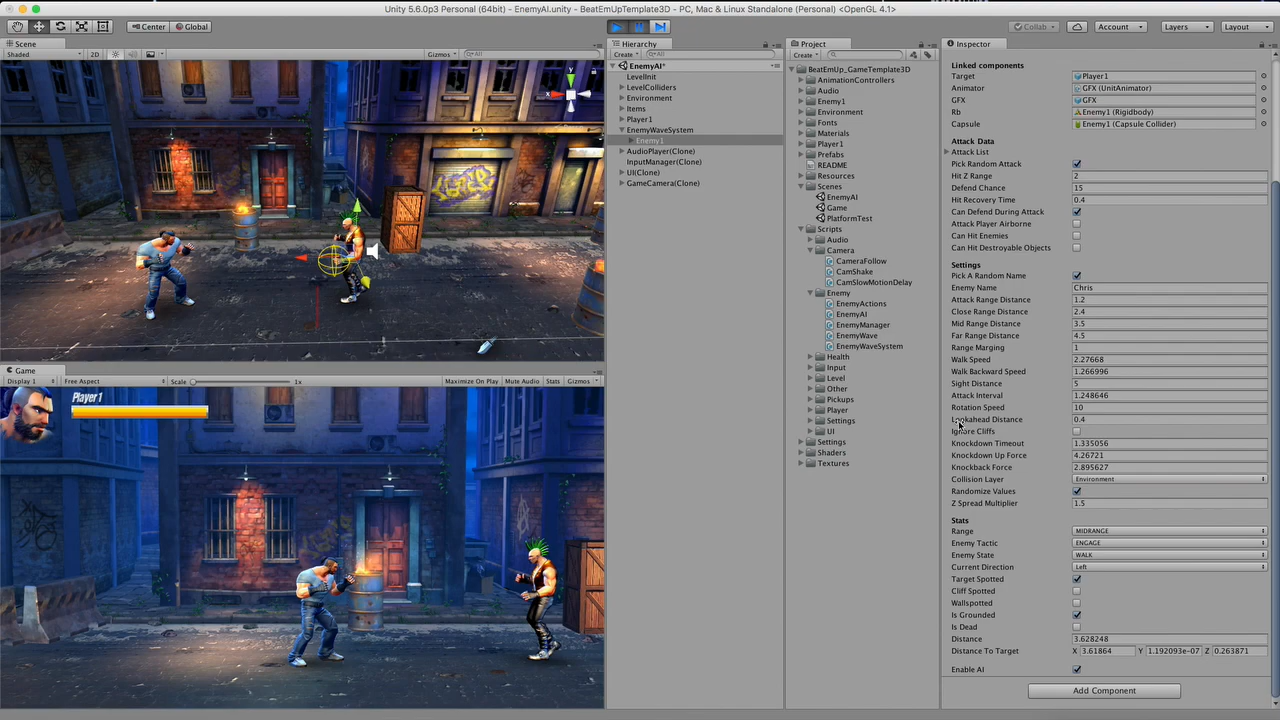 Unity 5.6.0p3 Personal (64bit) - EnemyAI.unity - BeatEmUpTemplate3D - PC, Mac & Linux Standalone (Personal) <OpenGL 4.1>
Center
Global
Collab
Account
Layers
Layout
Scene
Shaded
2D
Gizmos
All
x
y
Game
Display 1
Free Aspect
Scale
1x
Maximize On Play
Mute Audio
Stats
Gizmos
Player1
Hierarchy
Create
All
EnemyAI*
LevelInit
LevelColliders
Environment
Items
Player1
EnemyWaveSystem
Enemy1
AudioPlayer(Clone)
InputManager(Clone)
UI(Clone)
GameCamera(Clone)
Project
Create
BeatEmUp_GameTemplate3D
AnimationControllers
Audio
Enemy1
Environment
Fonts
Materials
Player1
Prefabs
README
Resources
Scenes
EnemyAI
Game
PlatformTest
Scripts
Audio
Camera
CameraFollow
CamShake
CamSlowMotionDelay
Enemy
EnemyActions
EnemyAI
EnemyManager
EnemyWave
EnemyWaveSystem
Health
Input
Level
Other
Pickups
Player
Settings
UI
Settings
Shaders
Textures
Inspector
Linked components
Target Player1
Animator GFX (UnitAnimator)
GFX GFX
Rb Enemy1 (Rigidbody)
Capsule Enemy1 (Capsule Collider)
Attack Data
Attack List
Pick Random Attack
Hit Z Range 2
Defend Chance 15
Hit Recovery Time 0.4
Can Defend During Attack
Attack Player Airborne
Can Hit Enemies
Can Hit Destroyable Objects
Settings
Pick A Random Name
Enemy Name Chris
Attack Range Distance 1.2
Close Range Distance 2.4
Mid Range Distance 3.5
Far Range Distance 4.5
Range Marging 1
Walk Speed 2.27668
Walk Backward Speed 1.266996
Sight Distance 5
Attack Interval 1.248646
Rotation Speed 10
Lookahead Distance 0.4
Ignore Cliffs
Knockdown Timeout 1.335056
Knockdown Up Force 4.26721
Knockback Force 2.895627
Collision Layer Environment
Randomize Values
Z Spread Multiplier 1.5
Stats
Range MIDRANGE
Enemy Tactic ENGAGE
Enemy State WALK
Current Direction Left
Target Spotted
Cliff Spotted
Wallspotted
Is Grounded
Is Dead
Distance 3.628248
Distance To Target X 3.61864 Y 1.192093e-07 Z 0.263871
Enable AI
Add Component